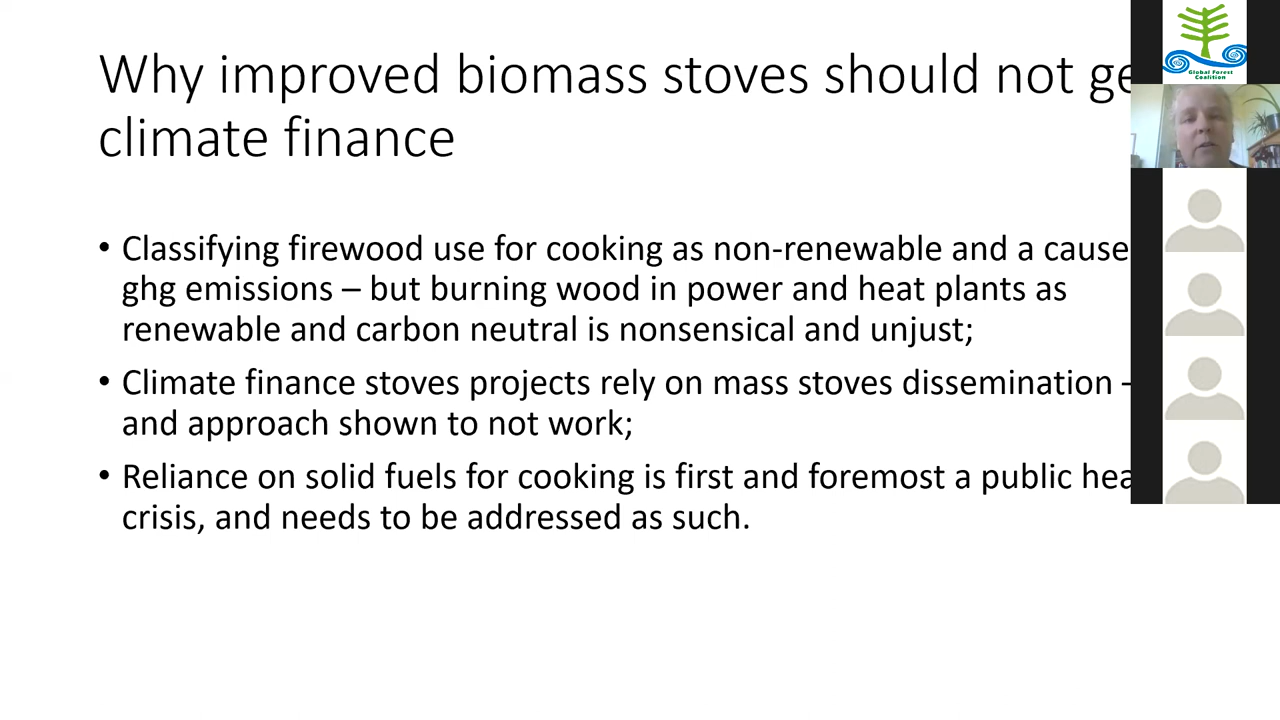 Why improved biomass stoves should not ge
climate finance
• Classifying firewood use for cooking as non-renewable and a cause
ghg emissions – but burning wood in power and heat plants as
renewable and carbon neutral is nonsensical and unjust;
• Climate finance stoves projects rely on mass stoves dissemination –
and approach shown to not work;
• Reliance on solid fuels for cooking is first and foremost a public hea
crisis, and needs to be addressed as such.
Global Forest
Coalition